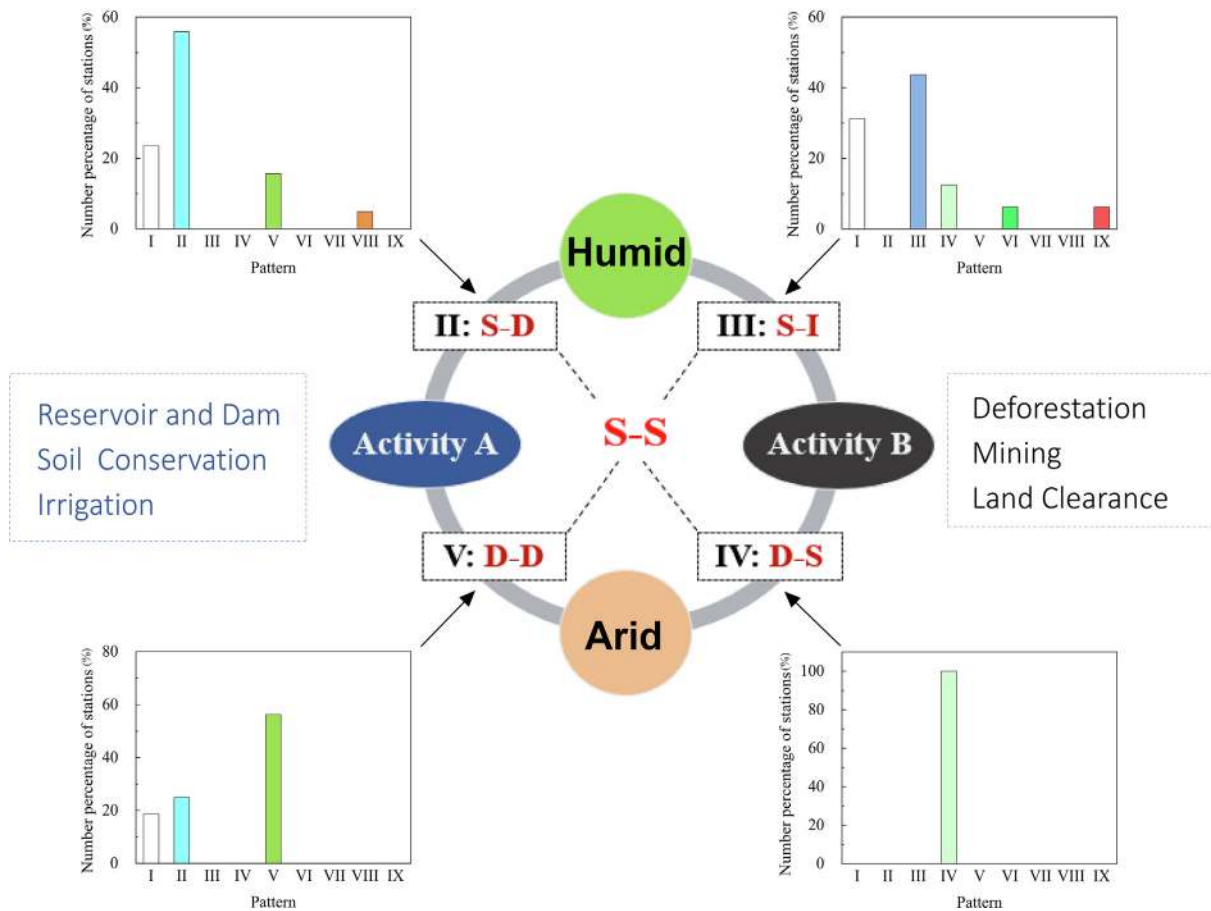 Number percentage of stations (%)
60
40
20
0
I II III IV V VI VII VIII IX
Pattern
Number percentage of stations (%)
60
40
20
0
I II III IV V VI VII VIII IX
Pattern
Humid
II: S-D
III: S-I
Reservoir and Dam
Soil Conservation
Irrigation
Activity A
S-S
Activity B
Deforestation
Mining
Land Clearance
V: D-D
IV: D-S
Arid
Number percentage of stations (%)
80
60
40
20
0
I II III IV V VI VII VIII IX
Pattern
Number percentage of stations (%)
100
80
60
40
20
0
I II III IV V VI VII VIII IX
Pattern